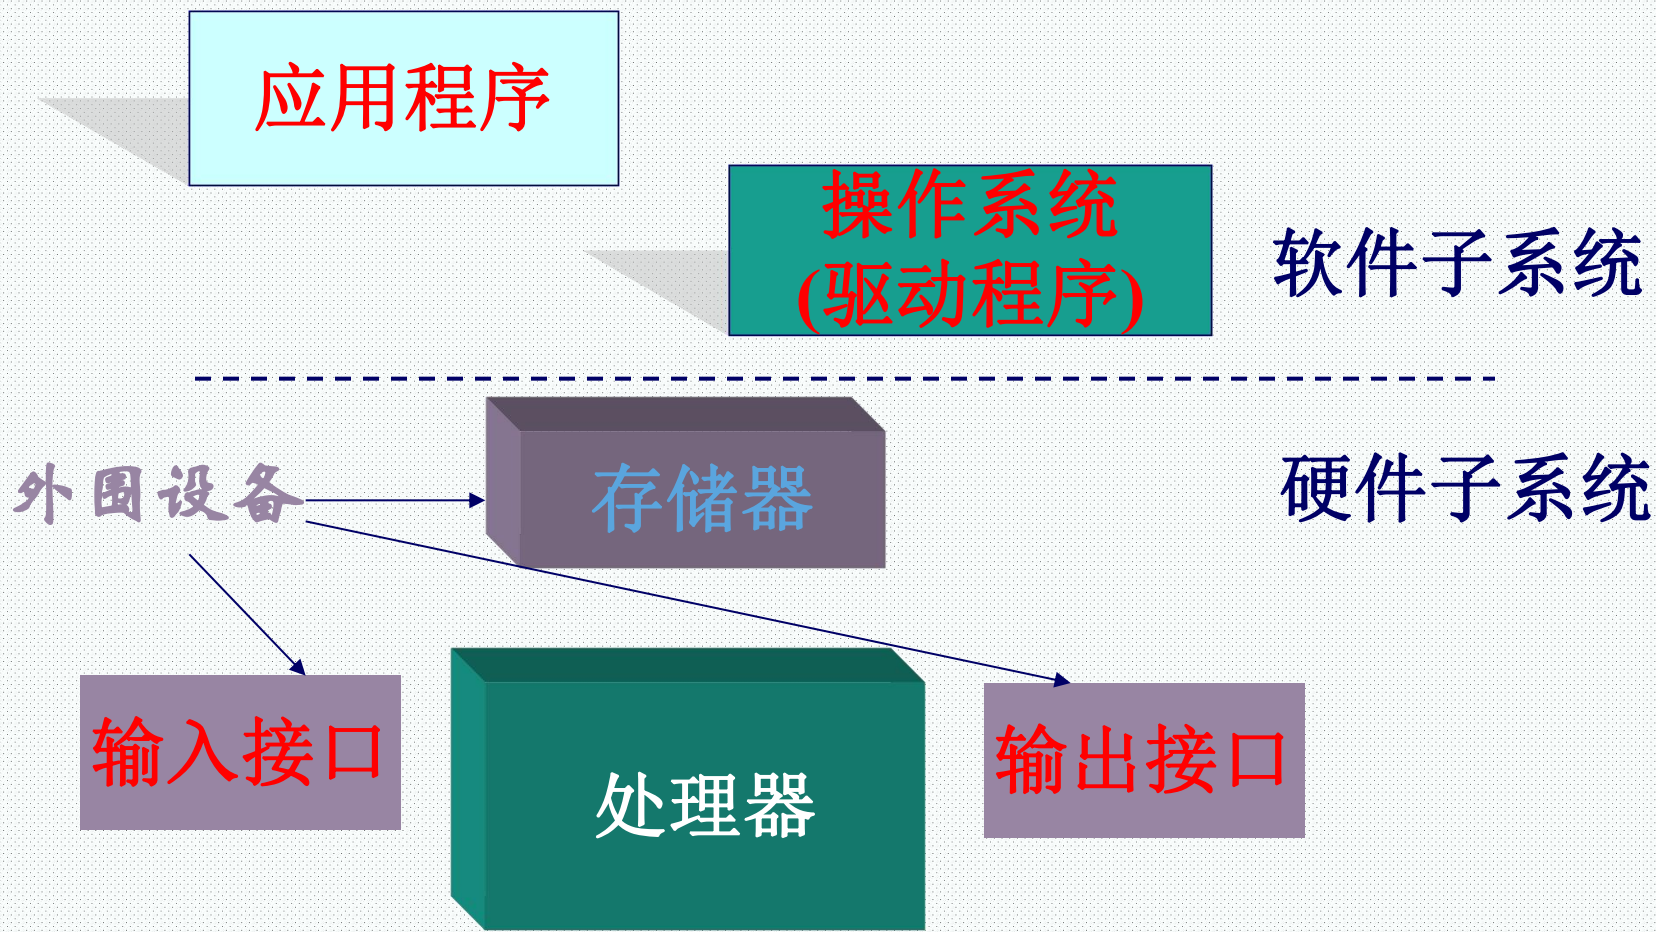 应用程序
操作系统
(驱动程序)
软件子系统
外围设备
存储器
硬件子系统
输入接口
处理器
输出接口